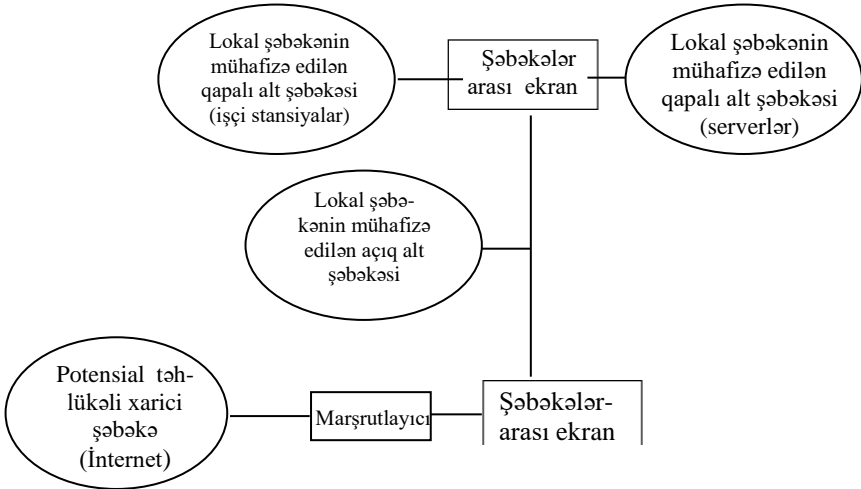 Lokal şəbəkənin
mühafizə edilən
qapalı alt şəbəkəsi
(işçi stansiyalar)
Şəbəkələr
arası ekran
Lokal şəbəkənin
mühafizə edilən
qapalı alt şəbəkəsi
(serverlər)
Lokal şəbə-
kənin mühafizə
edilən açıq alt
şəbəkəsi
Potensial təh-
lükəli xarici
şəbəkə
(İnternet)
Marşrutlayıcı
Şəbəkələr-
arası ekran